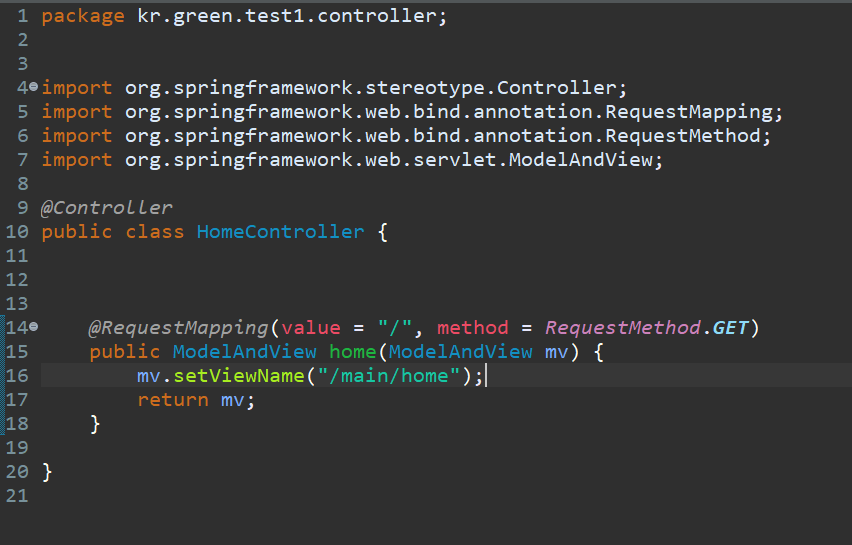 1 package kr.green.test1.controller;
2
3
4 import org.springframework.stereotype.Controller;
5 import org.springframework.web.bind.annotation.RequestMapping;
6 import org.springframework.web.bind.annotation.RequestMethod;
7 import org.springframework.web.servlet.ModelAndView;
8
9 @Controller
10 public class HomeController {
11
12
13
14     @RequestMapping(value = "/", method = RequestMethod.GET)
15     public ModelAndView home(ModelAndView mv) {
16         mv.setViewName("/main/home");
17         return mv;
18     }
19
20 }
21